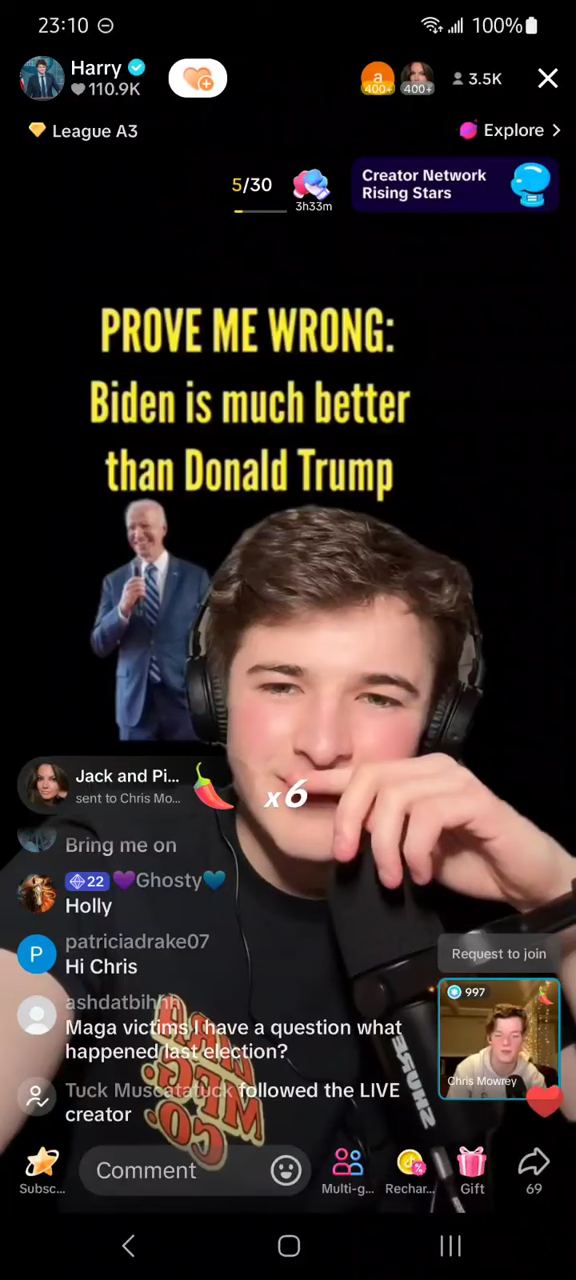 23:10
100%
Harry
110.9K
a
400+
400+
3.5K
League A3
Explore
5/30
3h33m
Creator Network
Rising Stars
PROVE ME WRONG:
Biden is much better
than Donald Trump
Jack and Pi...
sent to Chris Mo...
x6
Bring me on
22 💜Ghosty💙
Holly
P
patriciadrake07
Hi Chris
Request to join
997
ashdatbihhh
Maga victims I have a question what
happened last election?
Chris Mowrey
Tuck Muscatatuck followed the LIVE
creator
SHURE
CO.
Comment
Subsc...
Multi-g...
Rechar...
Gift
69